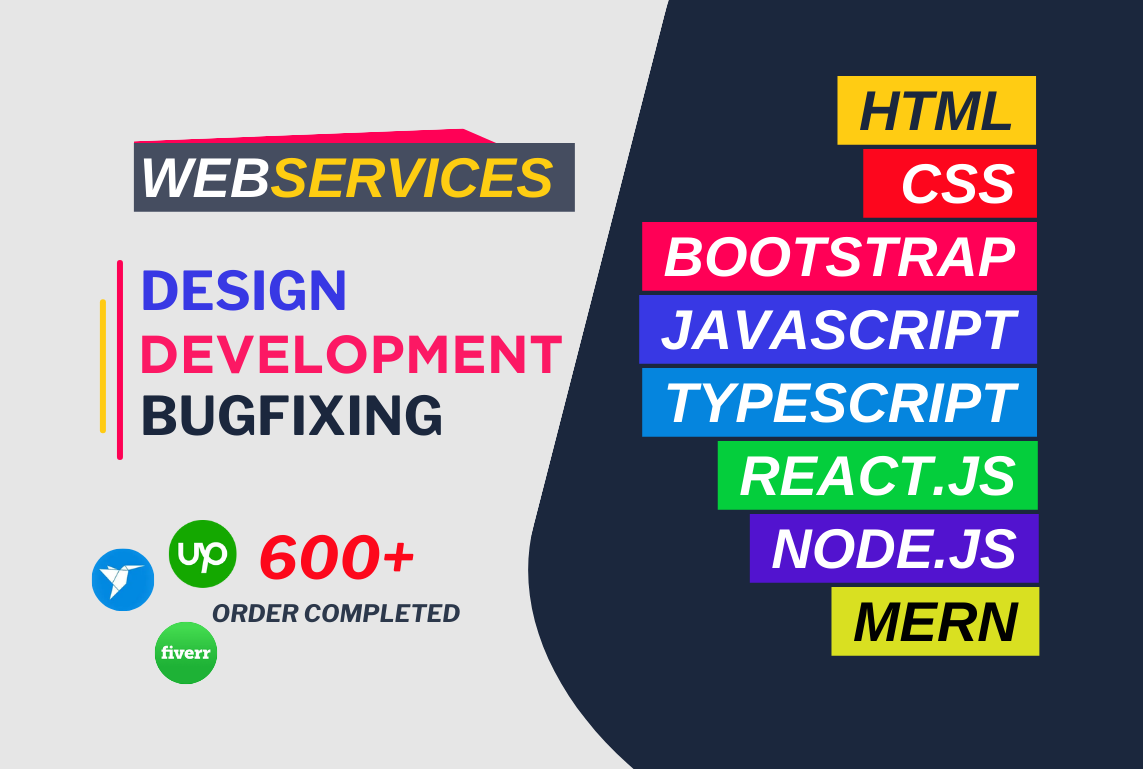 WEBSERVICES
DESIGN
DEVELOPMENT
BUGFIXING
up
600+
ORDER COMPLETED
fiverr
HTML
CSS
BOOTSTRAP
JAVASCRIPT
TYPESCRIPT
REACT.JS
NODE.JS
MERN